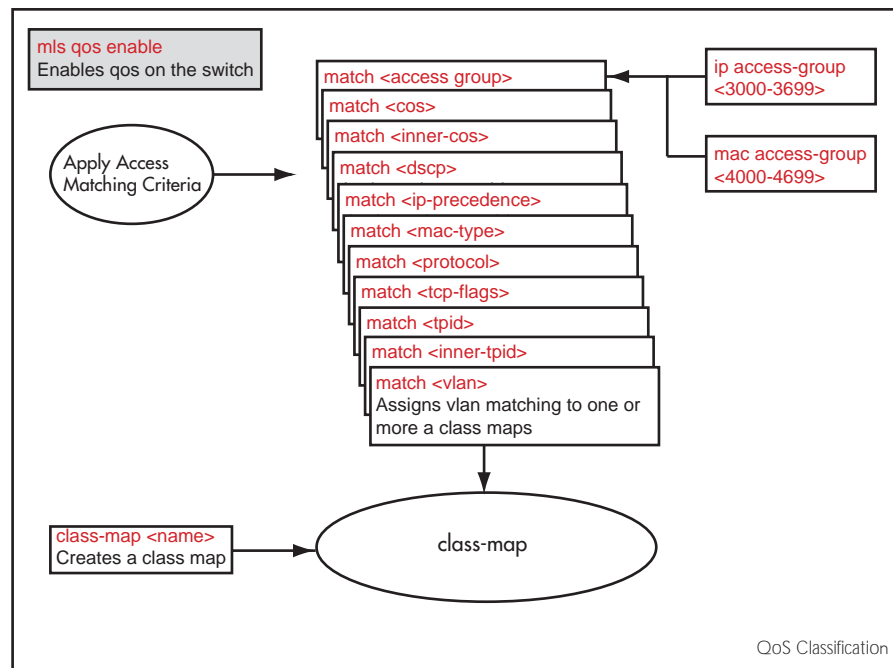 mls qos enable
Enables qos on the switch
match <access group>
ip access-group
<3000-3699>
match <cos>
match <inner-cos>
mac access-group
<4000-4699>
Apply Access
Matching Criteria
match <dscp>
match <ip-precedence>
match <mac-type>
match <protocol>
match <tcp-flags>
match <tpid>
match <inner-tpid>
match <vlan>
Assigns vlan matching to one or
more a class maps
class-map <name>
Creates a class map
class-map
QoS Classification